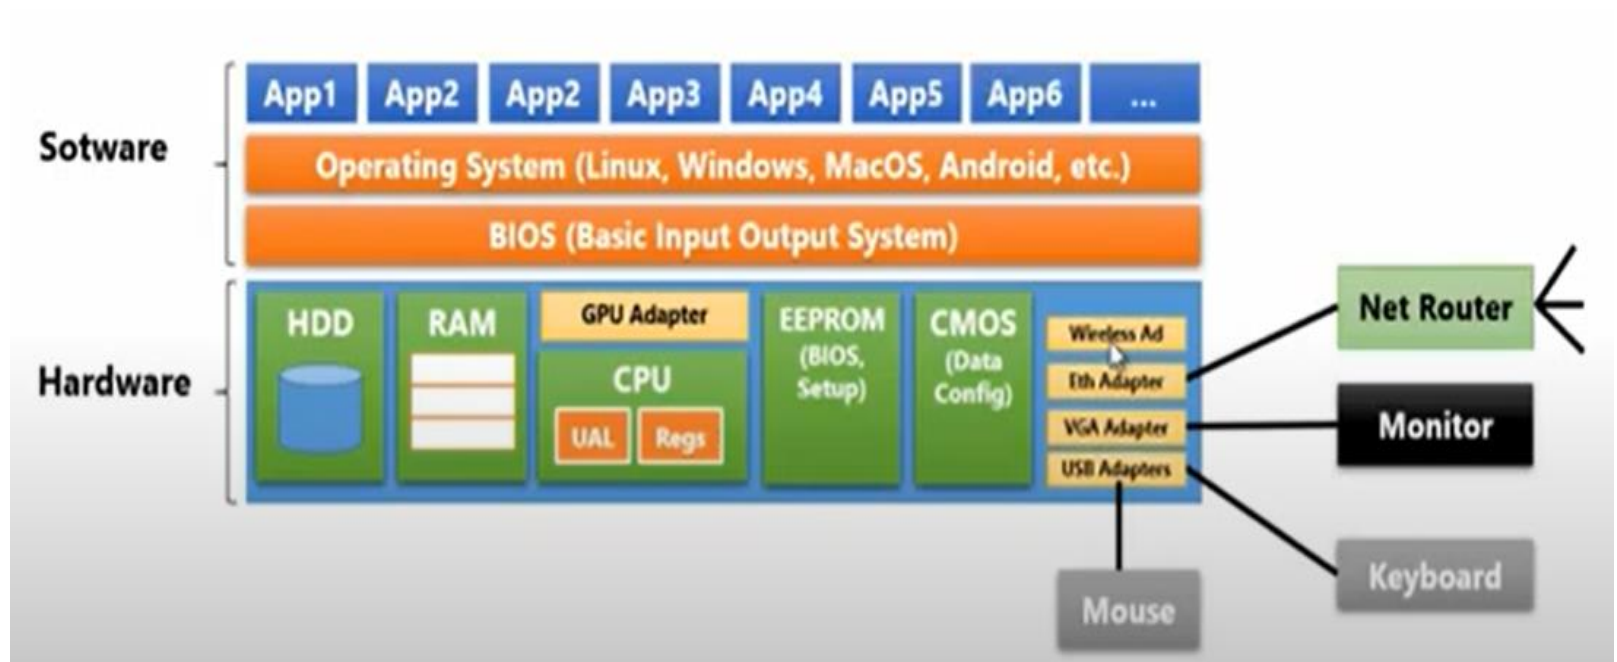 App1 App2 App2 App3 App4 App5 App6 ...
Sotware
Operating System (Linux, Windows, MacOS, Android, etc.)
BIOS (Basic Input Output System)
Hardware
HDD
RAM
GPU Adapter
CPU
UAL Regs
EEPROM
(BIOS,
Setup)
CMOS
(Data
Config)
Wireless Ad
Eth Adapter
VGA Adapter
USB Adapters
Net Router
Monitor
Keyboard
Mouse